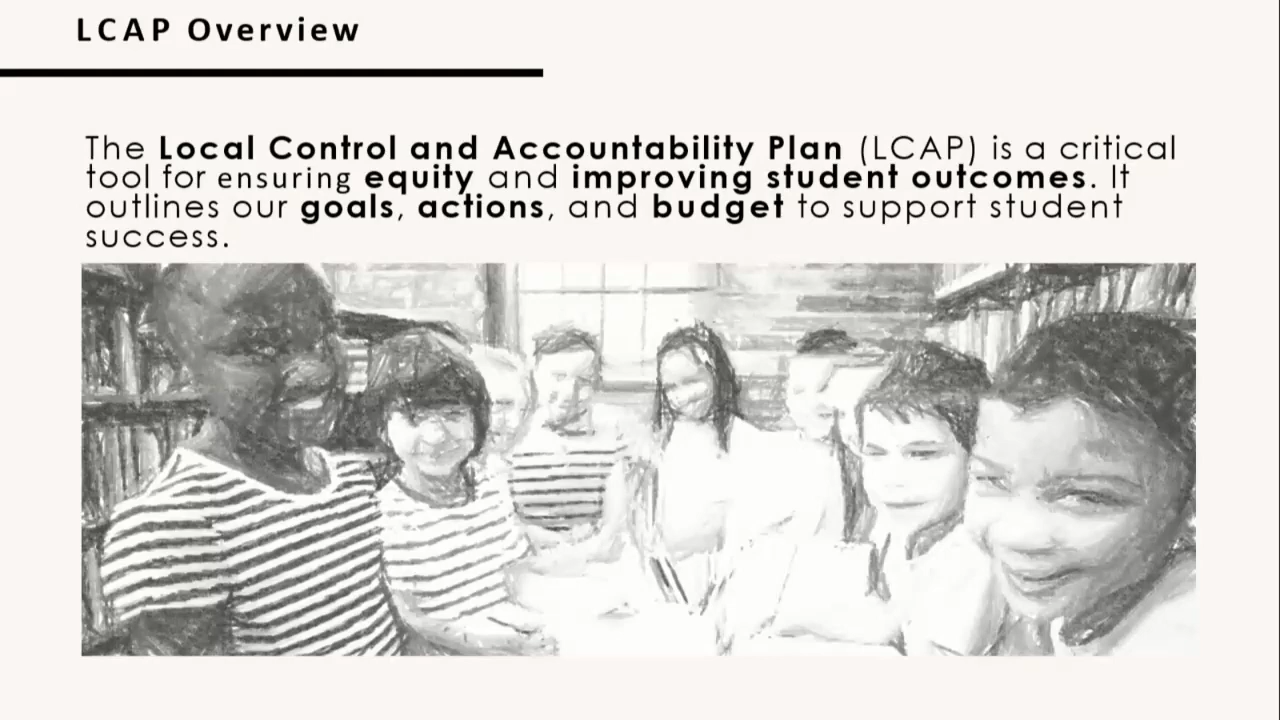 LCAP Overview
The Local Control and Accountability Plan (LCAP) is a critical
tool for ensuring equity and improving student outcomes. It
outlines our goals, actions, and budget to support student
success.